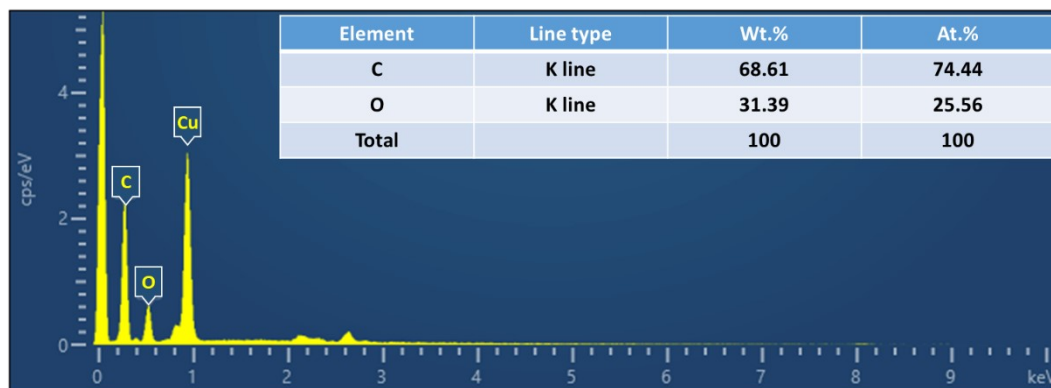 Element Line type Wt.% At.%
C K line 68.61 74.44
O K line 31.39 25.56
Total 100 100
cps/eV
4
2
0
C
O
Cu
0 1 2 3 4 5 6 7 8 9 keV